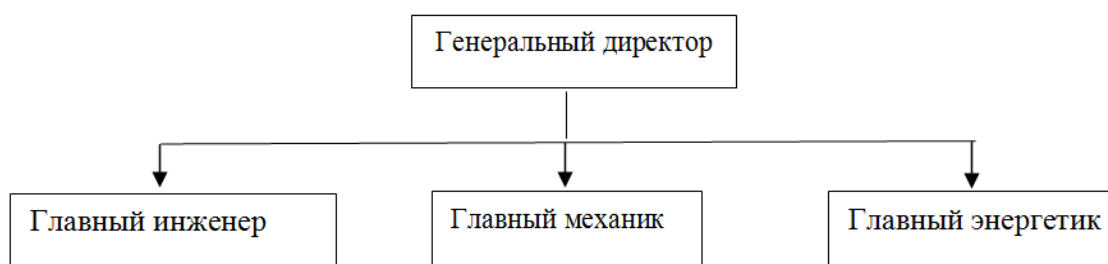 Генеральный директор
Главный инженер
Главный механик
Главный энергетик